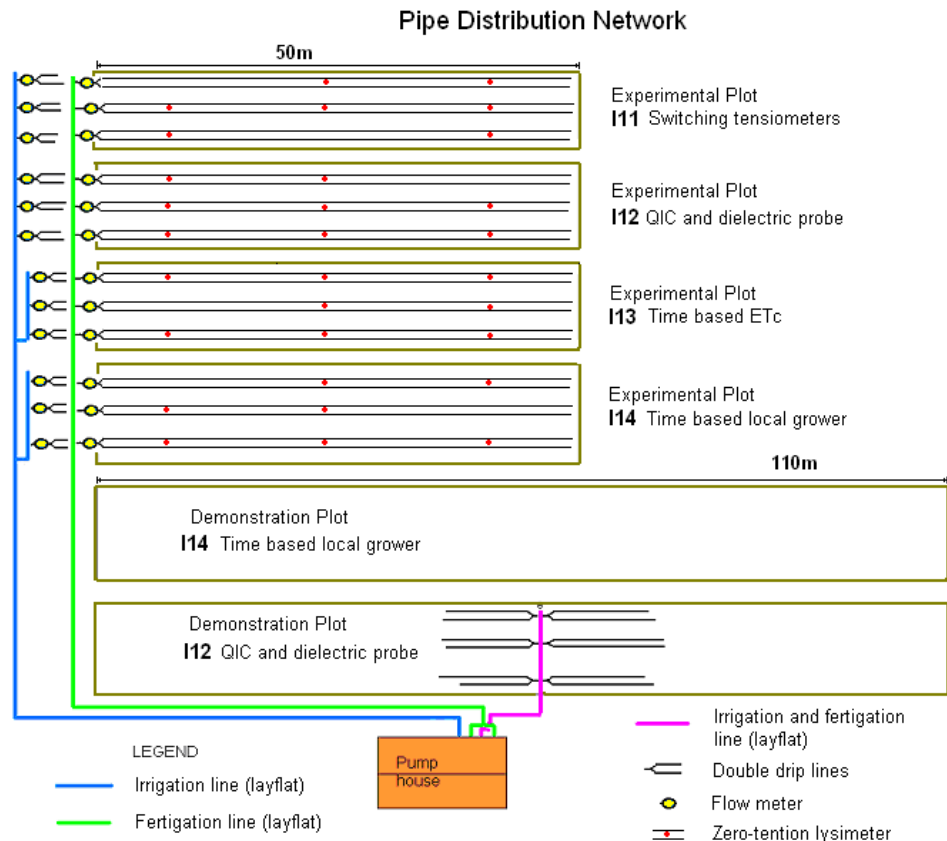 Pipe Distribution Network
50m
Experimental Plot
I11 Switching tensiometers
Experimental Plot
I12 QIC and dielectric probe
Experimental Plot
I13 Time based ETc
Experimental Plot
I14 Time based local grower
110m
Demonstration Plot
I14 Time based local grower
Demonstration Plot
I12 QIC and dielectric probe
Pump
house
LEGEND
Irrigation line (layflat)
Fertigation line (layflat)
Irrigation and fertigation
line (layflat)
Double drip lines
Flow meter
Zero-tention lysimeter